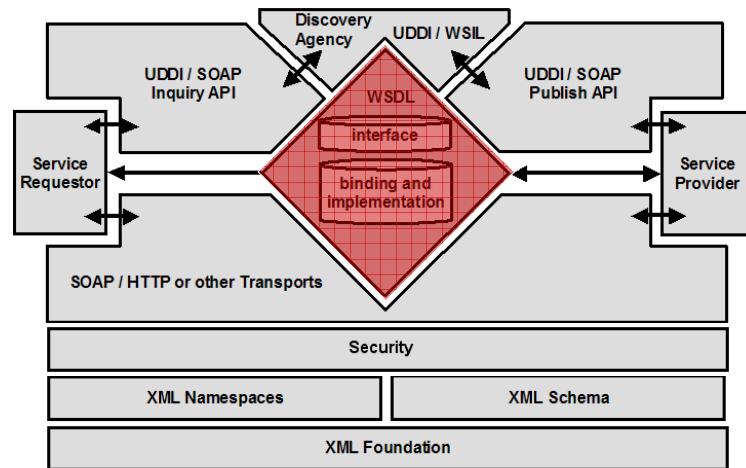 Discovery
Agency
UDDI / WSIL
UDDI / SOAP
Inquiry API
UDDI / SOAP
Publish API
WSDL
interface
binding and
implementation
Service
Requestor
Service
Provider
SOAP / HTTP or other Transports
Security
XML Namespaces
XML Schema
XML Foundation